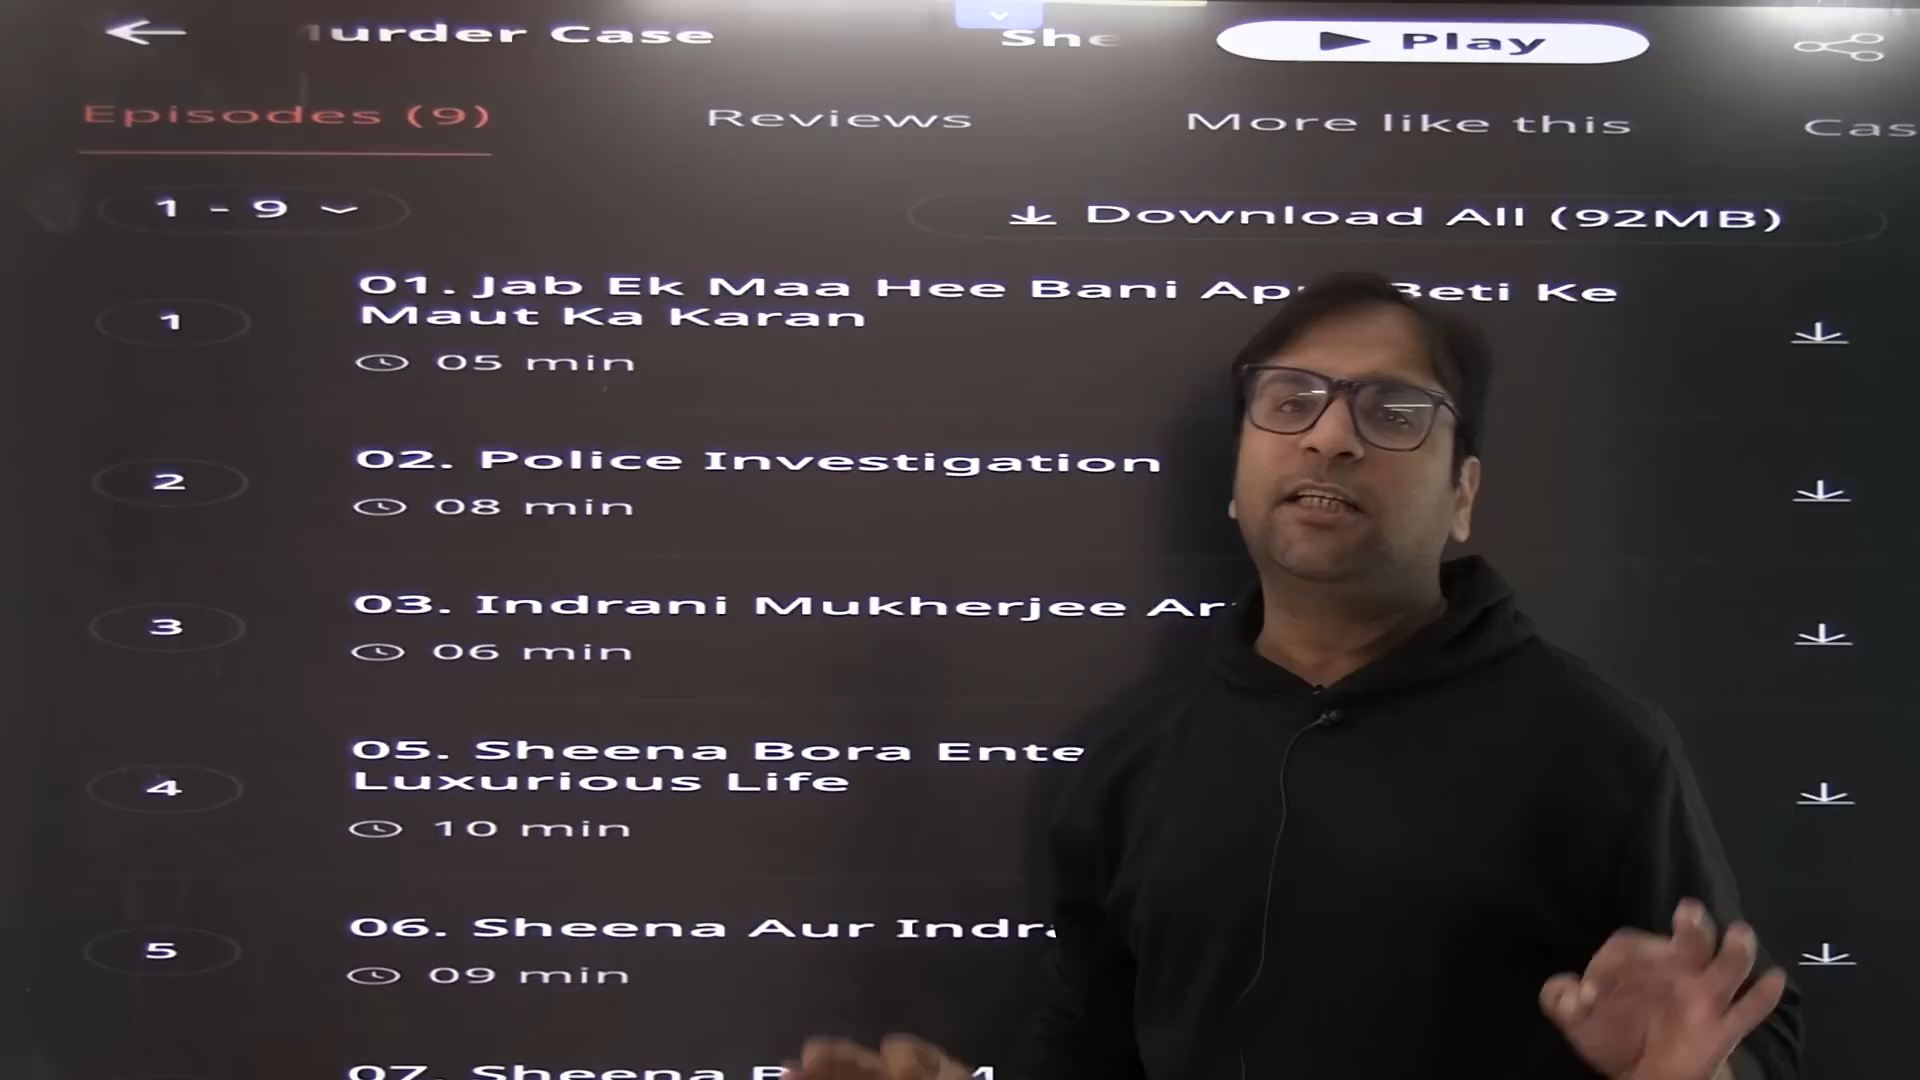 urder Case
She
Play
Episodes (9)
Reviews
More like this
Cas
1 - 9
Download All (92MB)
1
01. Jab Ek Maa Hee Bani Ap Beti Ke
Maut Ka Karan
05 min
2
02. Police Investigation
08 min
3
03. Indrani Mukherjee Ar
06 min
4
05. Sheena Bora Ente
Luxurious Life
10 min
5
06. Sheena Aur Indra
09 min
07. Sheena